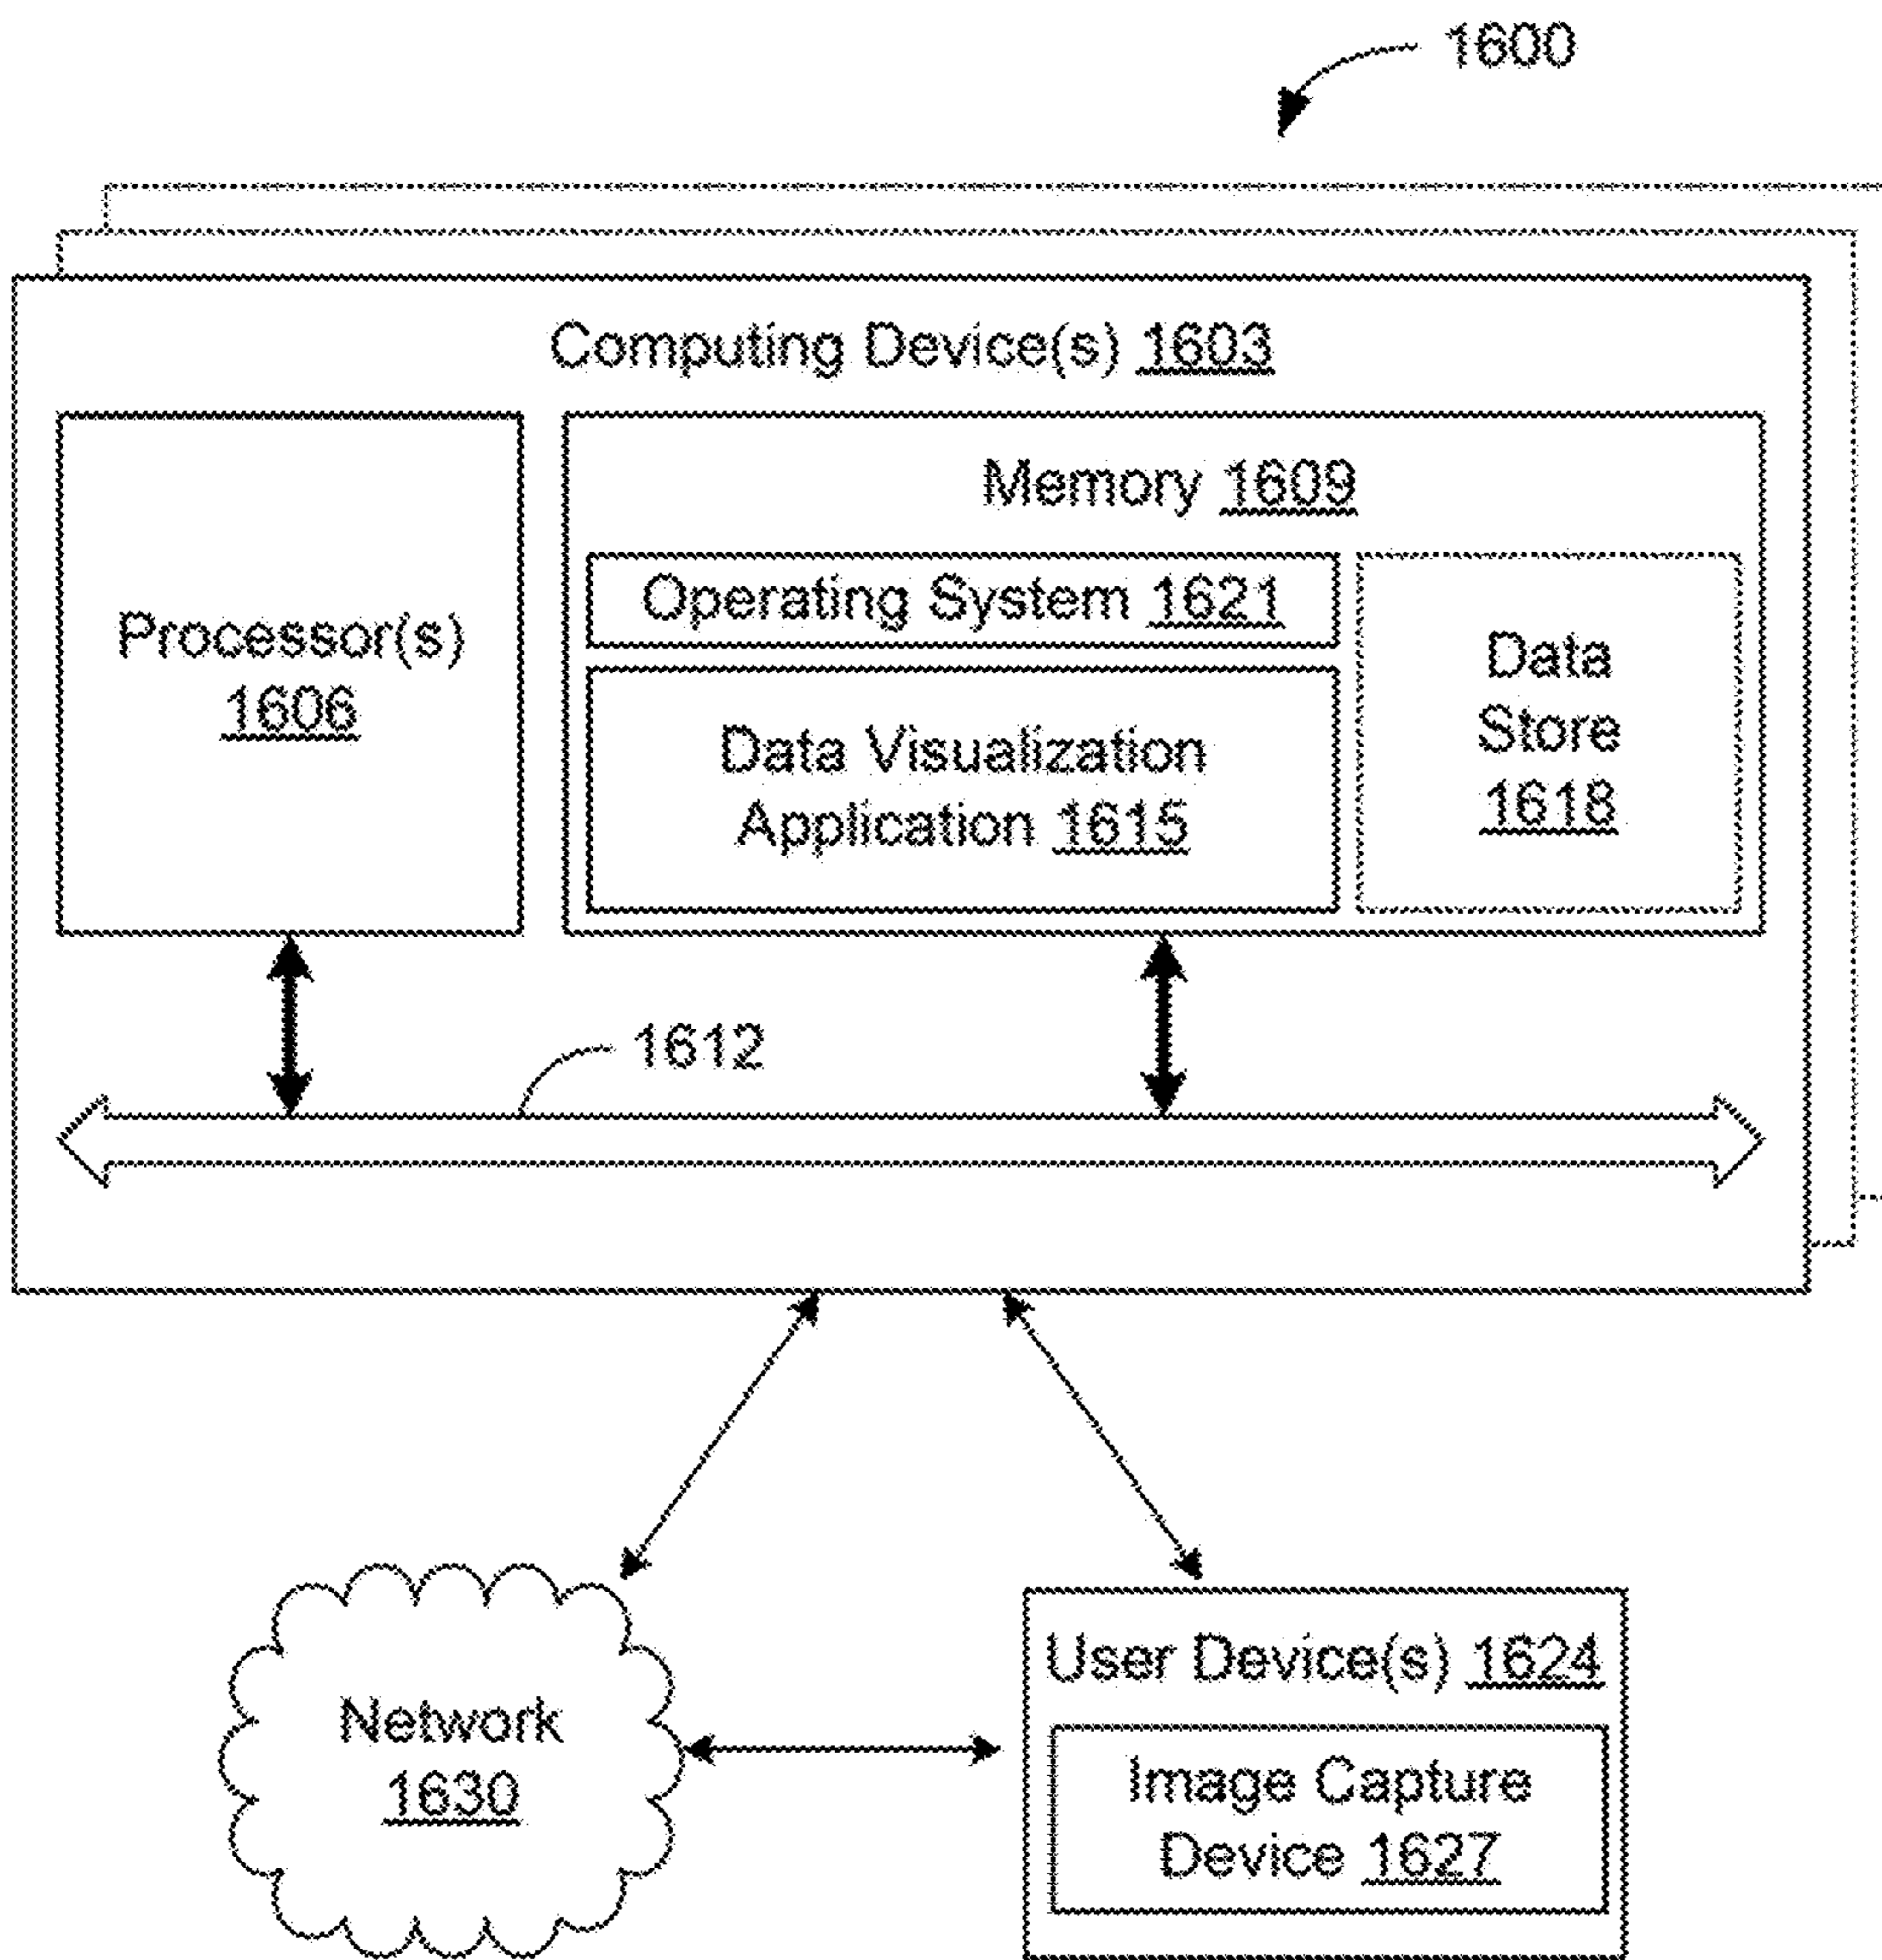 1600
Computing Device(s) 1603
Processor(s)
1606
Memory 1609
Operating System 1621
Data Visualization
Application 1615
Data
Store
1618
1612
Network
1630
User Device(s) 1624
Image Capture
Device 1627